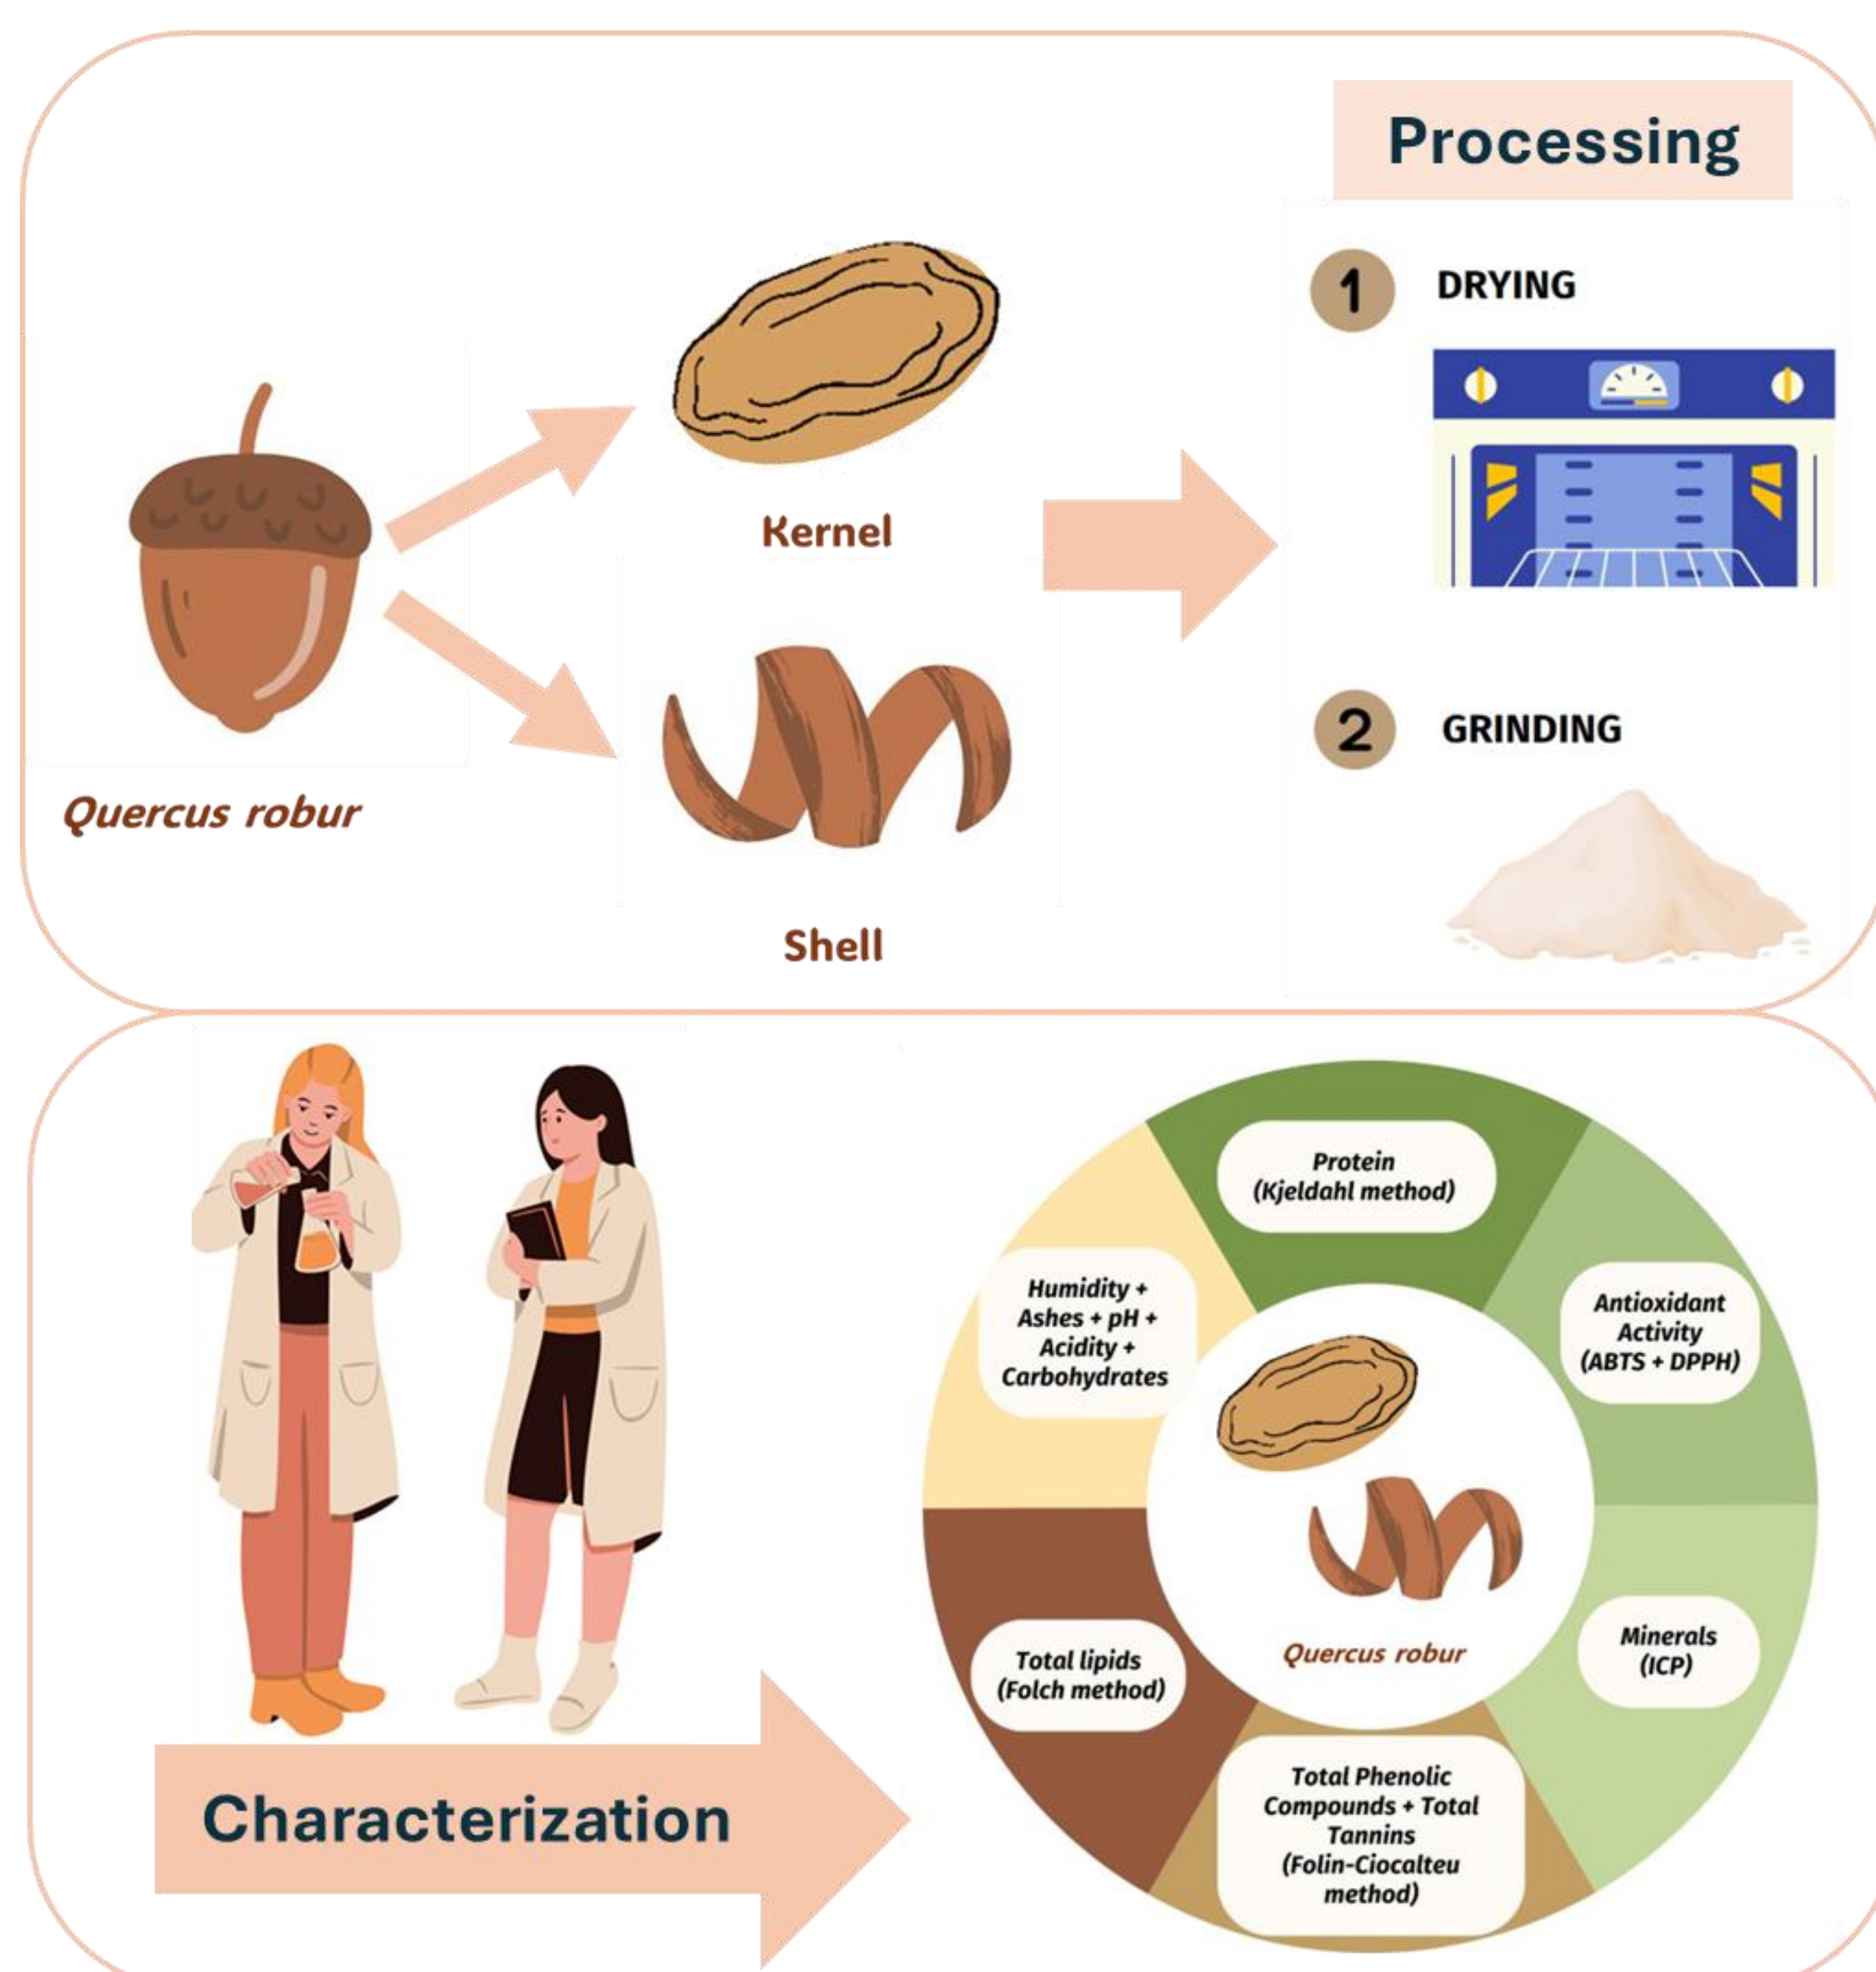 Processing
1 DRYING
Kernel
2 GRINDING
Quercus robur
Shell
Protein
(Kjeldahl method)
Humidity +
Ashes + pH +
Acidity +
Carbohydrates
Antioxidant
Activity
(ABTS + DPPH)
Quercus robur
Minerals
(ICP)
Total lipids
(Folch method)
Total Phenolic
Compounds + Total
Tannins
(Folin-Ciocalteu
method)
Characterization